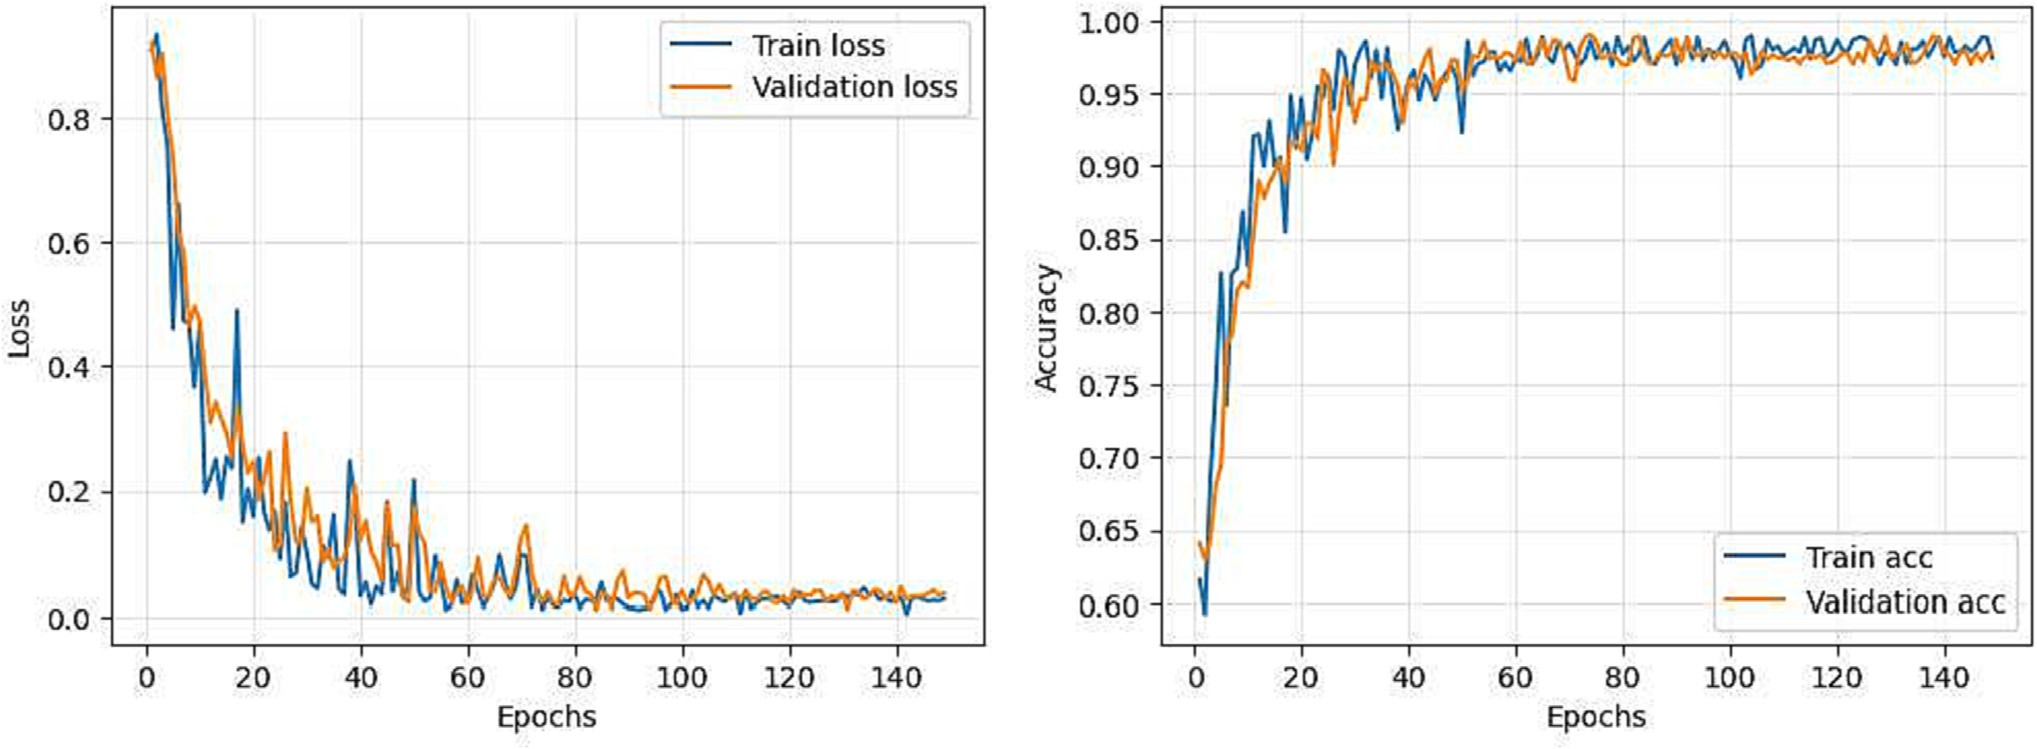 Train loss
Validation loss
0.8
0.6
0.4
0.2
0.0
Loss
0 20 40 60 80 100 120 140
Epochs
1.00
0.95
0.90
0.85
0.80
0.75
0.70
0.65
0.60
Accuracy
Train acc
Validation acc
0 20 40 60 80 100 120 140
Epochs